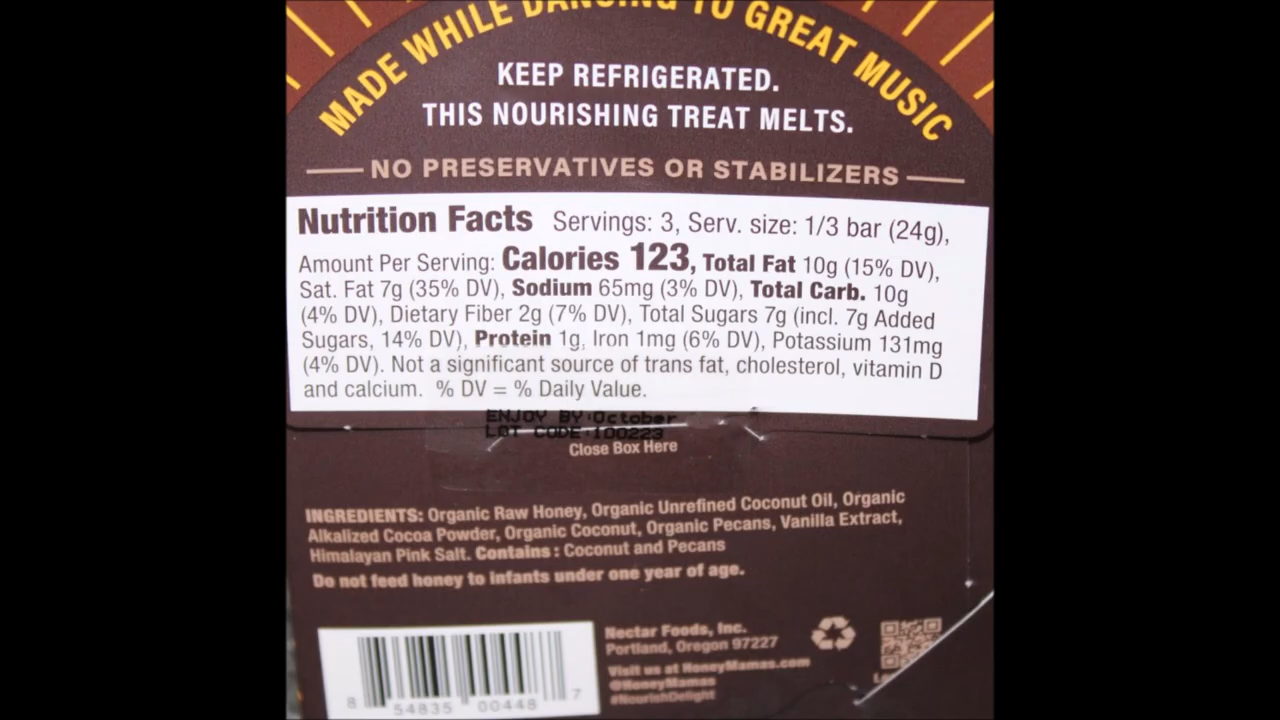 MADE WHILE DANCING TO GREAT MUSIC
KEEP REFRIGERATED.
THIS NOURISHING TREAT MELTS.
NO PRESERVATIVES OR STABILIZERS
Nutrition Facts Servings: 3, Serv. size: 1/3 bar (24g),
Amount Per Serving: Calories 123, Total Fat 10g (15% DV),
Sat. Fat 7g (35% DV), Sodium 65mg (3% DV), Total Carb. 10g
(4% DV), Dietary Fiber 2g (7% DV), Total Sugars 7g (incl. 7g Added
Sugars, 14% DV), Protein 1g, Iron 1mg (6% DV), Potassium 131mg
(4% DV). Not a significant source of trans fat, cholesterol, vitamin D
and calcium. % DV = % Daily Value.
ENJOY BY:October
LOT CODE:100223
Close Box Here
INGREDIENTS: Organic Raw Honey, Organic Unrefined Coconut Oil, Organic
Alkalized Cocoa Powder, Organic Coconut, Organic Pecans, Vanilla Extract,
Himalayan Pink Salt. Contains : Coconut and Pecans
Do not feed honey to infants under one year of age.
Nectar Foods, Inc.
Portland, Oregon 97227
Visit us at HoneyMamas.com
@HoneyMamas
#NourishDelight
8 54835 00448 7